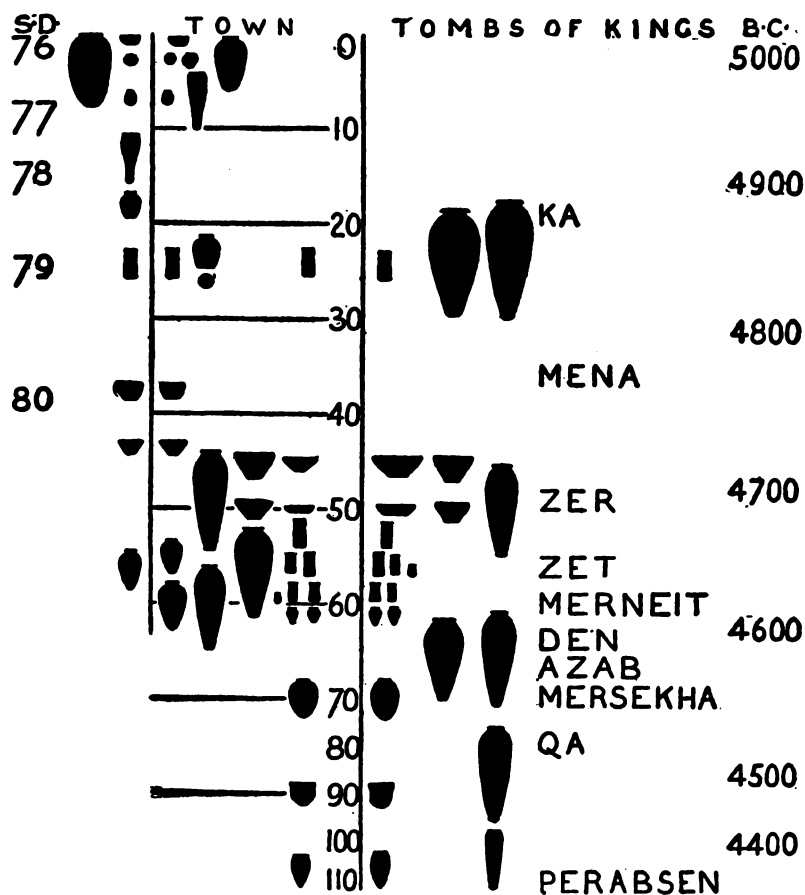 S.D. TOWN TOMBS OF KINGS B.C.
76 0 5000
77 10
78 4900
20 KA
79
30 4800
MENA
80 40
4700
50 ZER
ZET
60 MERNEIT
DEN 4600
AZAB
70 MERSEKHA
80 QA
4500
90
100 4400
110 PERABSEN